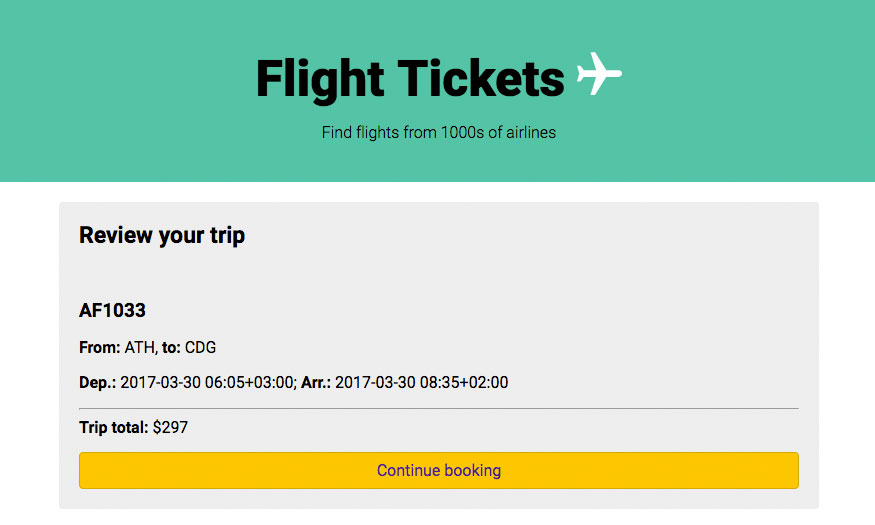 Flight Tickets
Find flights from 1000s of airlines
Review your trip
AF1033
From: ATH, to: CDG
Dep.: 2017-03-30 06:05+03:00; Arr.: 2017-03-30 08:35+02:00
Trip total: $297
Continue booking